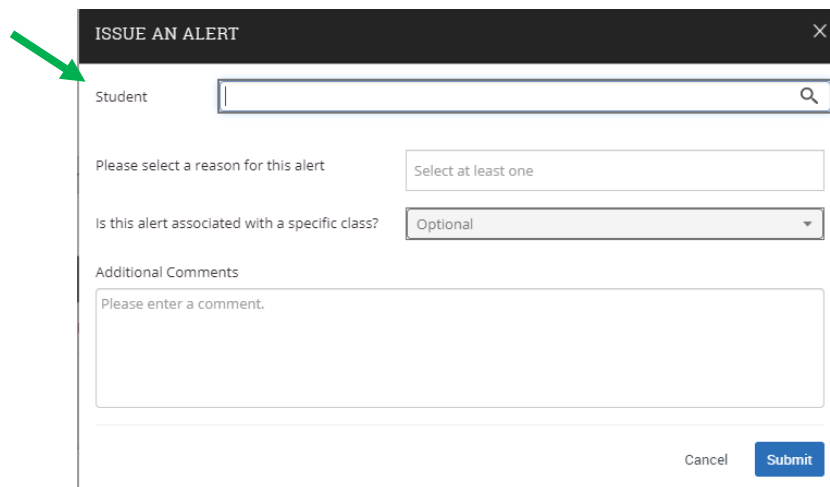 ISSUE AN ALERT
Student
Please select a reason for this alert
Select at least one
Is this alert associated with a specific class?
Optional
Additional Comments
Please enter a comment.
Cancel
Submit